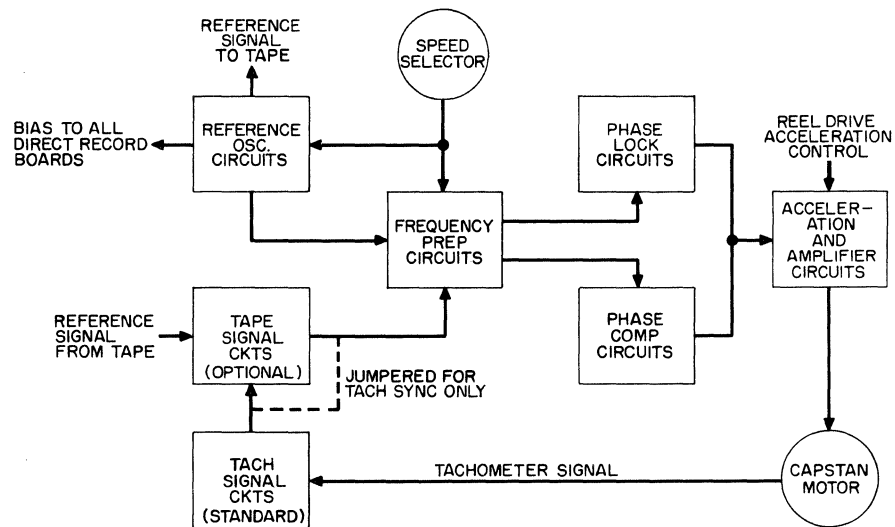 REFERENCE
SIGNAL
TO TAPE
SPEED
SELECTOR
BIAS TO ALL
DIRECT RECORD
BOARDS
REFERENCE
OSC.
CIRCUITS
PHASE
LOCK
CIRCUITS
REEL DRIVE
ACCELERATION
CONTROL
FREQUENCY
PREP
CIRCUITS
ACCELER-
ATION
AND
AMPLIFIER
CIRCUITS
REFERENCE
SIGNAL
FROM TAPE
TAPE
SIGNAL
CKTS
(OPTIONAL)
PHASE
COMP
CIRCUITS
JUMPERED FOR
TACH SYNC ONLY
TACH
SIGNAL
CKTS
(STANDARD)
TACHOMETER SIGNAL
CAPSTAN
MOTOR